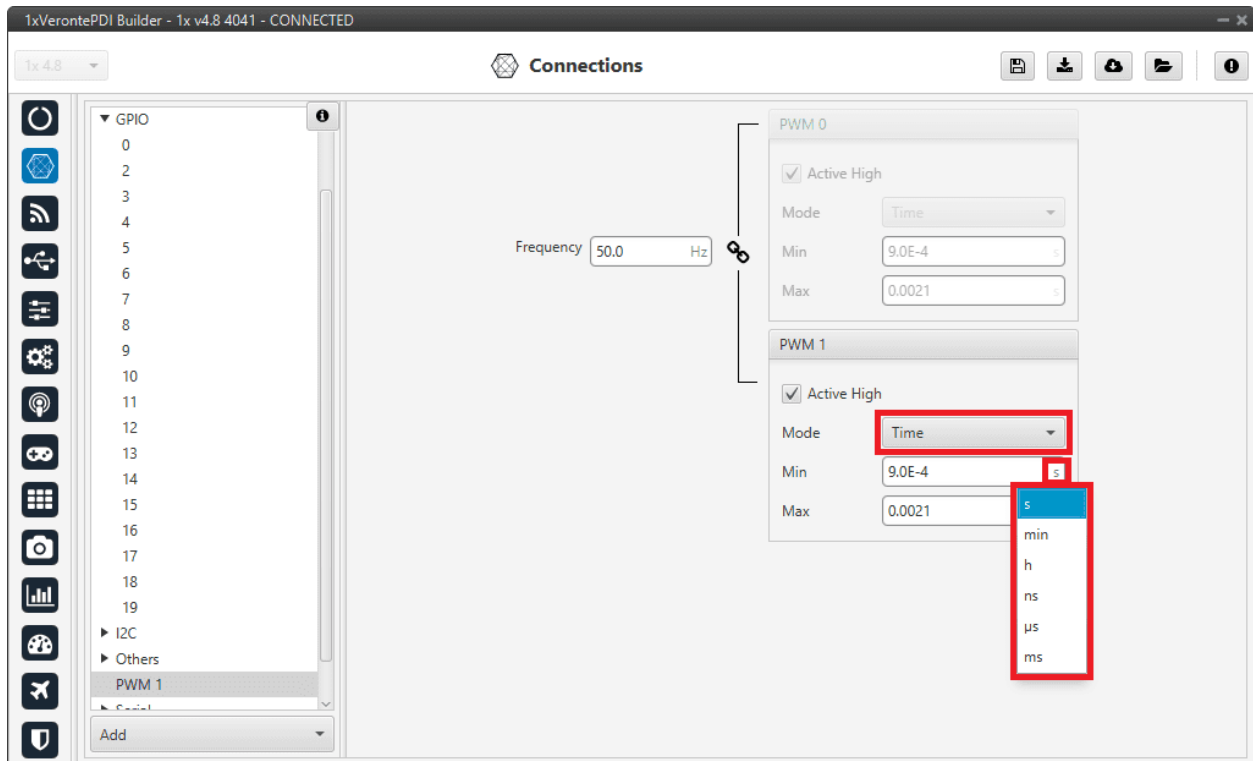 1xVerontePDI Builder - 1x v4.8 4041 - CONNECTED
1x 4.8
Connections
GPIO
0
2
3
4
5
6
7
8
9
10
11
12
13
14
15
16
17
18
19
I2C
Others
PWM 1
Serial
Add
Frequency 50.0 Hz
PWM 0
Active High
Mode Time
Min 9.0E-4 s
Max 0.0021 s
PWM 1
Active High
Mode Time
Min 9.0E-4 s
Max 0.0021
s
min
h
ns
µs
ms